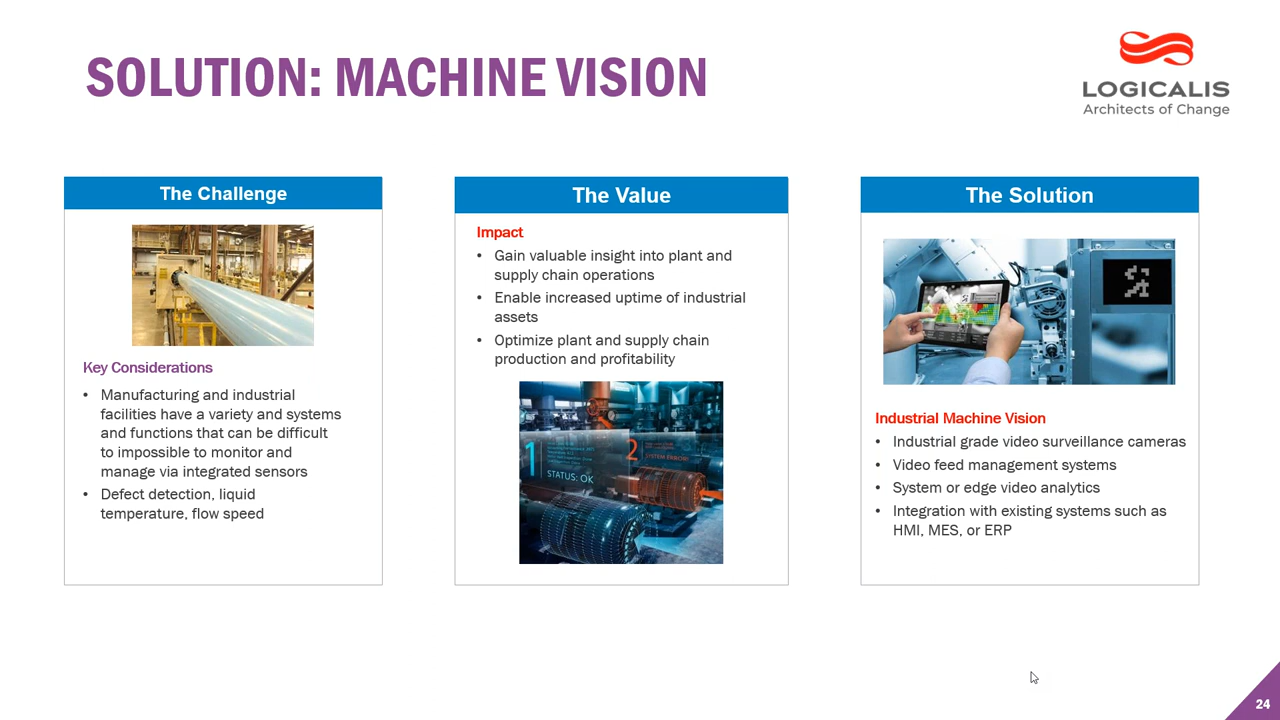 SOLUTION: MACHINE VISION
LOGICALIS
Architects of Change
The Challenge
Key Considerations
• Manufacturing and industrial
facilities have a variety and systems
and functions that can be difficult
to impossible to monitor and
manage via integrated sensors
• Defect detection, liquid
temperature, flow speed
The Value
Impact
• Gain valuable insight into plant and
supply chain operations
• Enable increased uptime of industrial
assets
• Optimize plant and supply chain
production and profitability
1
STATUS: OK
2
SYSTEM ERROR!
The Solution
Industrial Machine Vision
• Industrial grade video surveillance cameras
• Video feed management systems
• System or edge video analytics
• Integration with existing systems such as
HMI, MES, or ERP
24